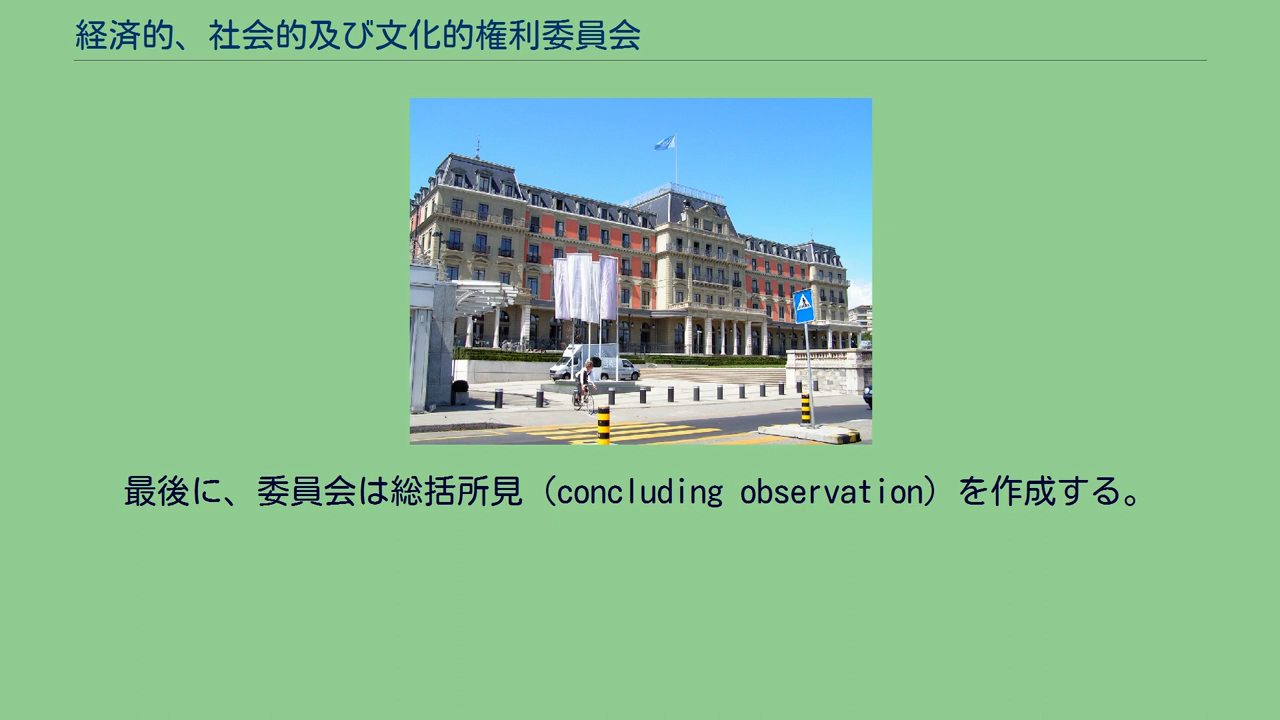 経済的、社会的及び文化的権利委員会
最後に、委員会は総括所見（concluding observation）を作成する。